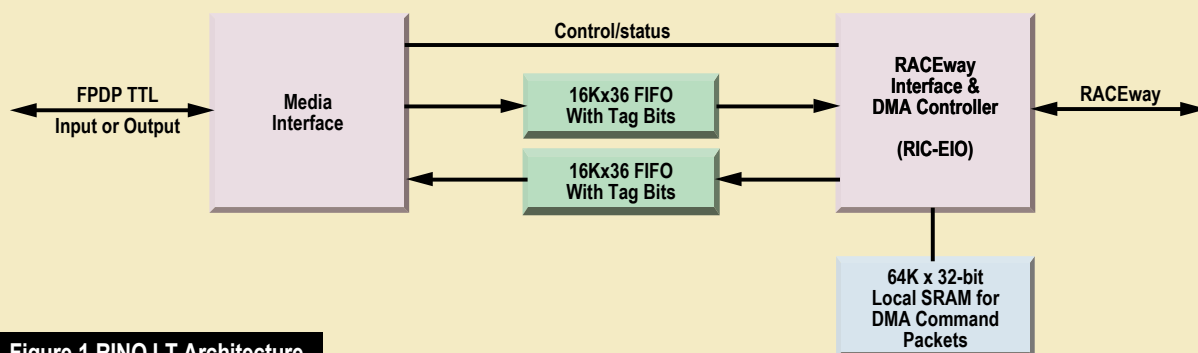 Control/status
FPDP TTL
Input or Output
Media
Interface
16Kx36 FIFO
With Tag Bits
16Kx36 FIFO
With Tag Bits
RACEway
Interface &
DMA Controller
(RIC-EIO)
RACEway
64K x 32-bit
Local SRAM for
DMA Command
Packets
Figure 1 RINO LT Architecture